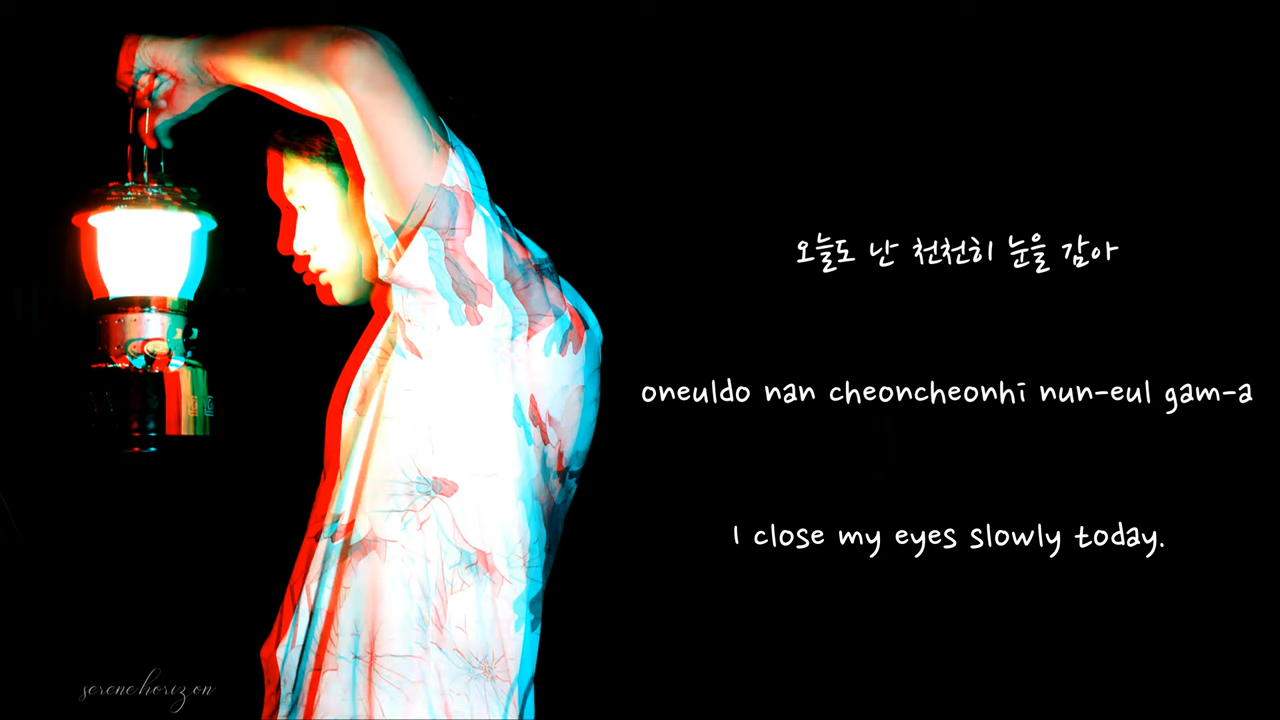 오늘도 난 천천히 눈을 감아
oneuldo nan cheoncheonhi nun-eul gam-a
I close my eyes slowly today.
serenehorizon